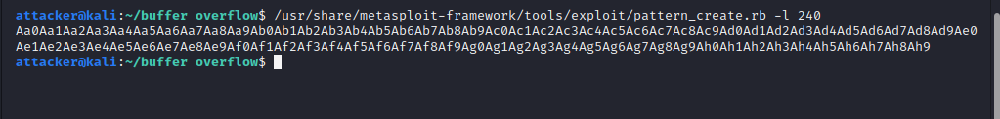 attacker@kali:~/buffer overflow$ /usr/share/metasploit-framework/tools/exploit/pattern_create.rb -l 240
Aa0Aa1Aa2Aa3Aa4Aa5Aa6Aa7Aa8Aa9Ab0Ab1Ab2Ab3Ab4Ab5Ab6Ab7Ab8Ab9Ac0Ac1Ac2Ac3Ac4Ac5Ac6Ac7Ac8Ac9Ad0Ad1Ad2Ad3Ad4Ad5Ad6Ad7Ad8Ad9Ae0
Ae1Ae2Ae3Ae4Ae5Ae6Ae7Ae8Ae9Af0Af1Af2Af3Af4Af5Af6Af7Af8Af9Ag0Ag1Ag2Ag3Ag4Ag5Ag6Ag7Ag8Ag9Ah0Ah1Ah2Ah3Ah4Ah5Ah6Ah7Ah8Ah9
attacker@kali:~/buffer overflow$